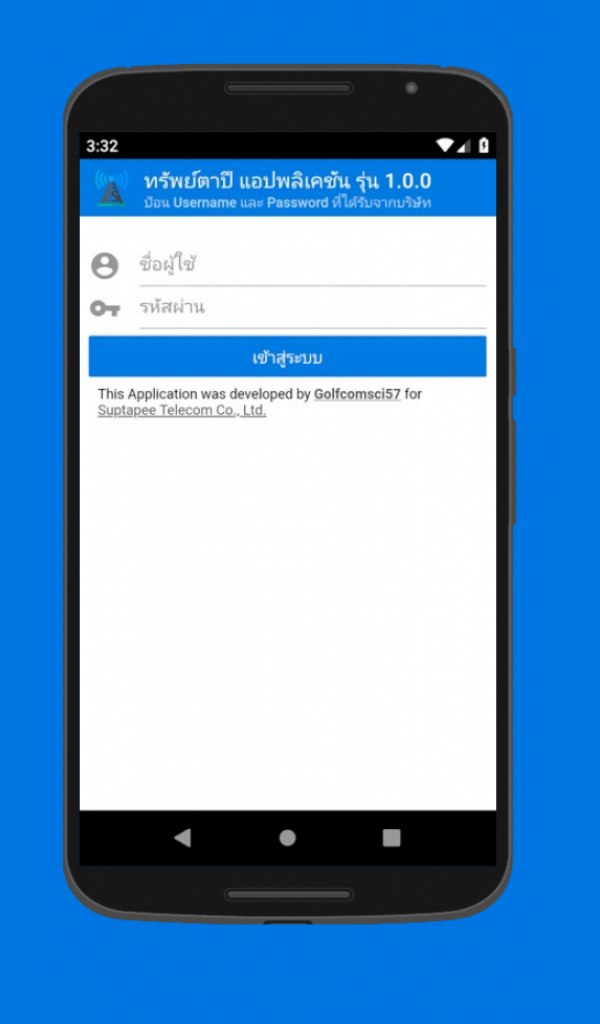 3:32
ทรัพย์ตาปี แอปพลิเคชัน รุ่น 1.0.0
ป้อน Username และ Password ที่ได้รับจากบริษัท
ชื่อผู้ใช้
รหัสผ่าน
เข้าสู่ระบบ
This Application was developed by Golfcomsci57 for
Suptapee Telecom Co., Ltd.